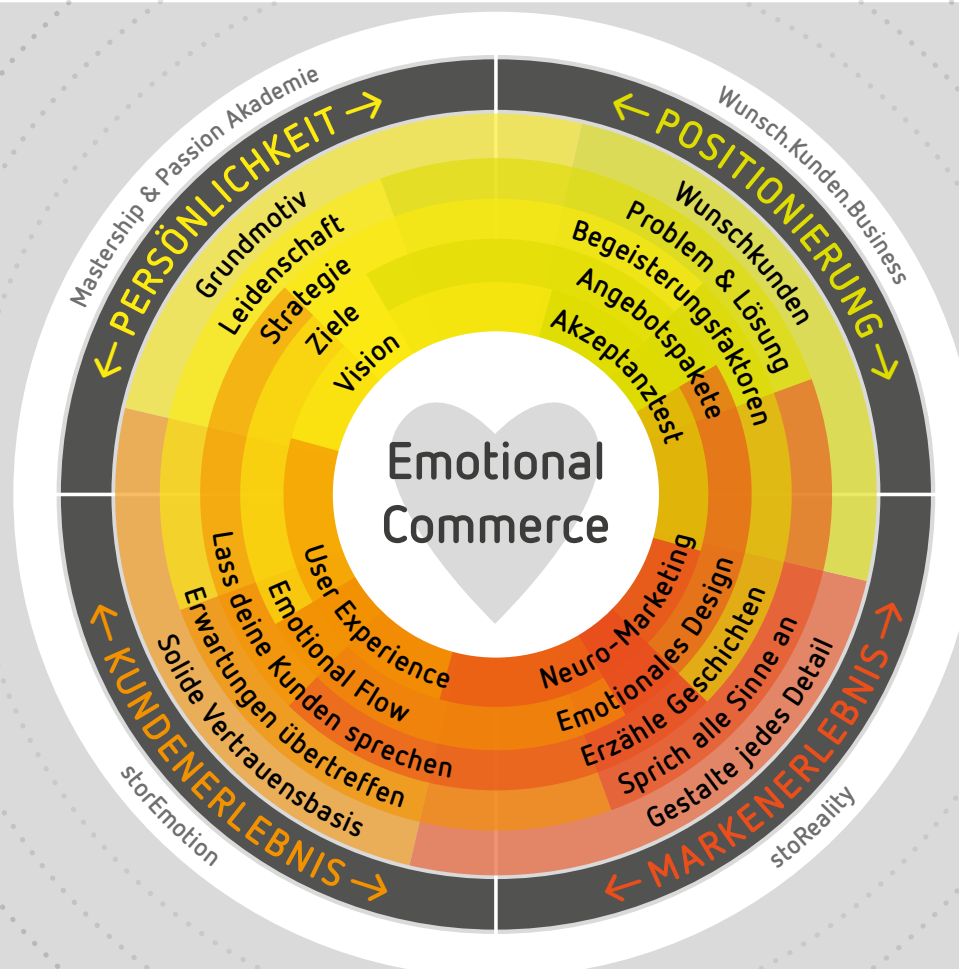 Mastership & Passion Akademie
← PERSÖNLICHKEIT →
Grundmotiv
Leidenschaft
Strategie
Ziele
Vision
Wunsch.Kunden.Business
← POSITIONIERUNG →
Wunschkunden
Problem & Lösung
Begeisterungsfaktoren
Angebotspakete
Akzeptanztest
Emotional
Commerce
User Experience
Emotional Flow
Lass deine Kunden sprechen
Erwartungen übertreffen
Solide Vertrauensbasis
← KUNDENERLEBNIS →
storEmotion
Neuro-Marketing
Emotionales Design
Erzähle Geschichten
Sprich alle Sinne an
Gestalte jedes Detail
← MARKENERLEBNIS →
stoReality